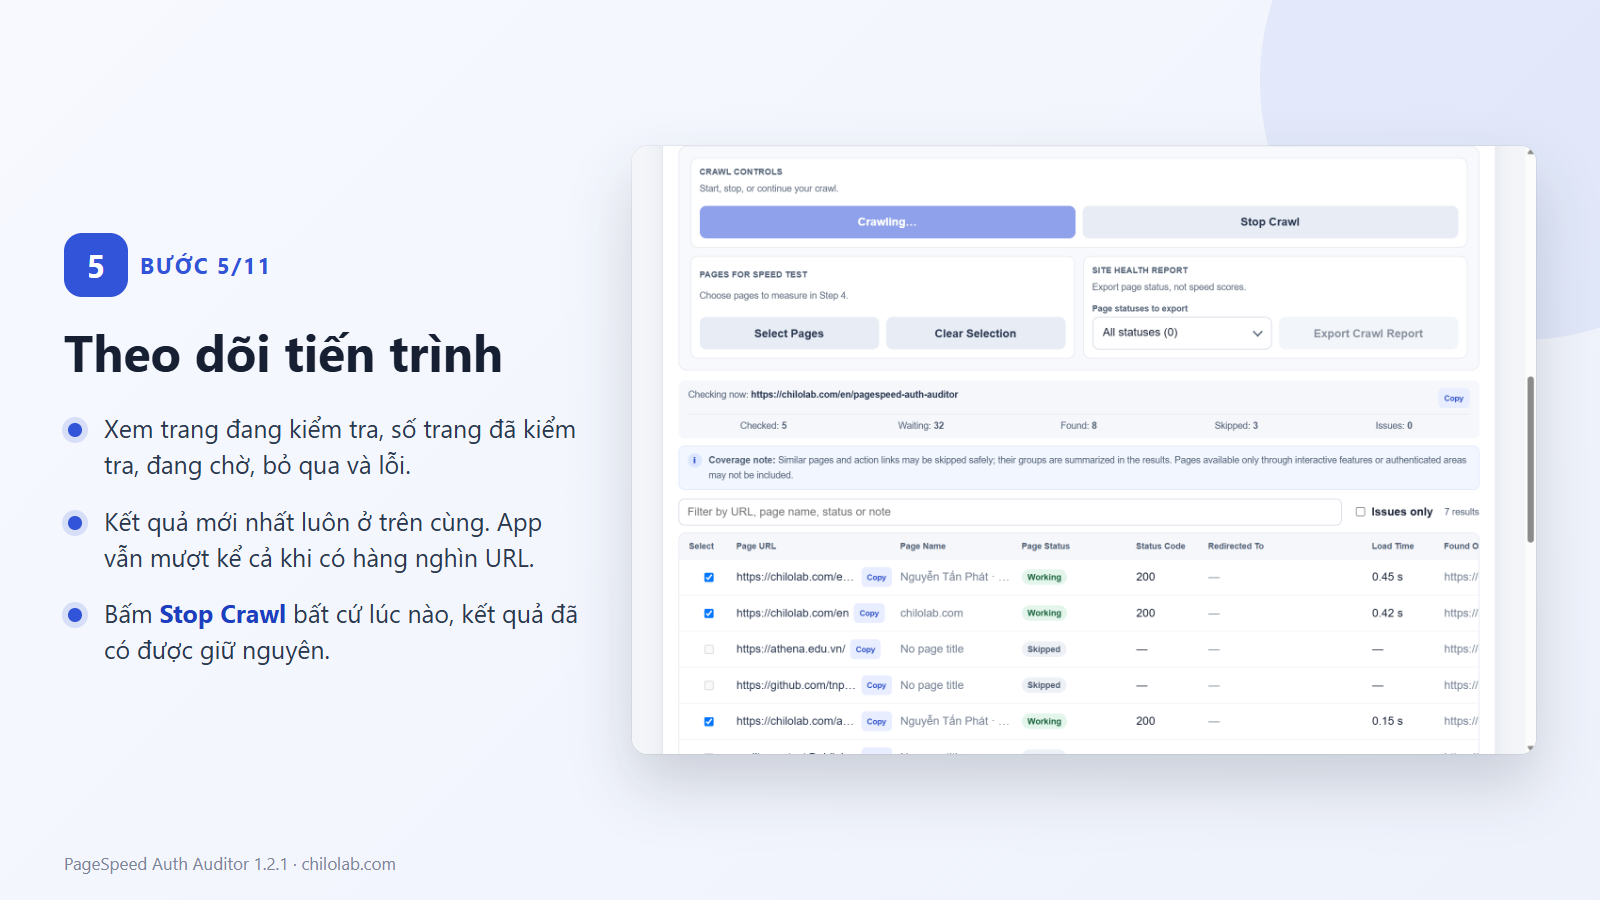 5
BƯỚC 5/11
Theo dõi tiến trình
Xem trang đang kiểm tra, số trang đã kiểm
tra, đang chờ, bỏ qua và lỗi.
Kết quả mới nhất luôn ở trên cùng. App
vẫn mượt kể cả khi có hàng nghìn URL.
Bấm Stop Crawl bất cứ lúc nào, kết quả đã
có được giữ nguyên.
PageSpeed Auth Auditor 1.2.1 · chilolab.com
CRAWL CONTROLS
Start, stop, or continue your crawl.
Crawling...
Stop Crawl
PAGES FOR SPEED TEST
Choose pages to measure in Step 4.
Select Pages
Clear Selection
SITE HEALTH REPORT
Export page status, not speed scores.
Page statuses to export
All statuses (0)
Export Crawl Report
Checking now: https://chilolab.com/en/pagespeed-auth-auditor
Copy
Checked: 5 Waiting: 32 Found: 8 Skipped: 3 Issues: 0
i
Coverage note: Similar pages and action links may be skipped safely; their groups are summarized in the results. Pages available only through interactive features or authenticated areas
may not be included.
Filter by URL, page name, status or note
Issues only 7 results
Select Page URL Page Name Page Status Status Code Redirected To Load Time Found O
https://chilolab.com/e... Copy Nguyễn Tấn Phát · ... Working 200 — 0.45 s https://
https://chilolab.com/en Copy chilolab.com Working 200 — 0.42 s https://
https://athena.edu.vn/ Copy No page title Skipped — — — https://
https://github.com/tnp... Copy No page title Skipped — — — https://
https://chilolab.com/a... Copy Nguyễn Tấn Phát · ... Working 200 — 0.15 s https://